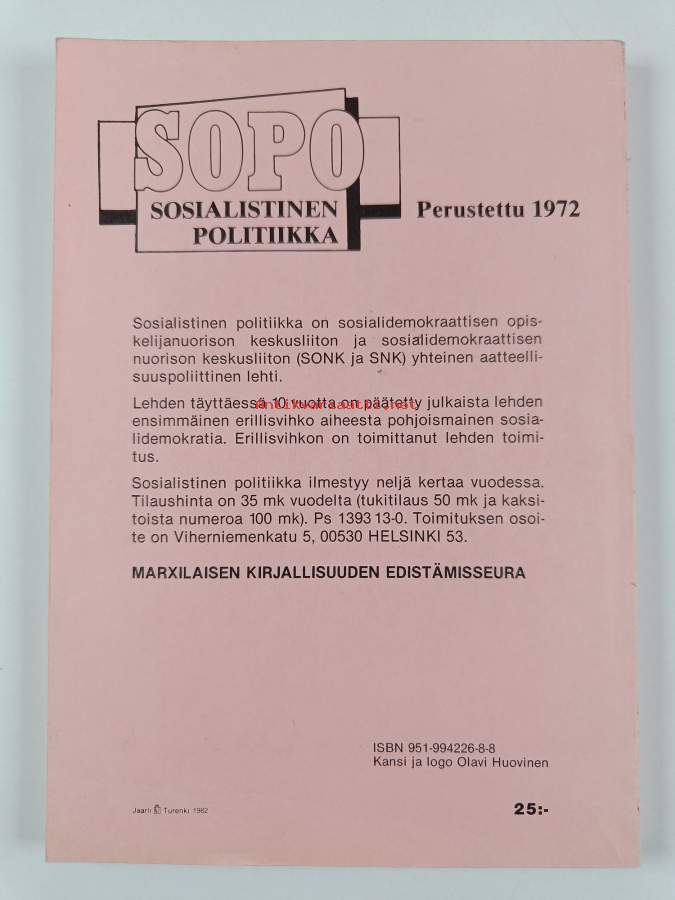 SOPO
SOSIALISTINEN
POLITIIKKA
Perustettu 1972
Sosialistinen politiikka on sosialidemokraattisen opis-
kelijanuorison keskusliiton ja sosialidemokraattisen
nuorison keskusliiton (SONK ja SNK) yhteinen aatteelli-
suuspoliittinen lehti.
Lehden täyttäessä 10 vuotta on päätetty julkaista lehden
ensimmäinen erillisvihko aiheesta pohjoismainen sosia-
lidemokratia. Erillisvihkon on toimittanut lehden toimi-
tus.
Antikvariaatti.net
Sosialistinen politiikka ilmestyy neljä kertaa vuodessa.
Tilaushinta on 35 mk vuodelta (tukitilaus 50 mk ja kaksi-
toista numeroa 100 mk). Ps 1393 13-0. Toimituksen osoi-
te on Viherniemenkatu 5, 00530 HELSINKI 53.
MARXILAISEN KIRJALLISUUDEN EDISTÄMISSEURA
ISBN 951-994226-8-8
Kansi ja logo Olavi Huovinen
Jaarli Turenki 1982
25:-